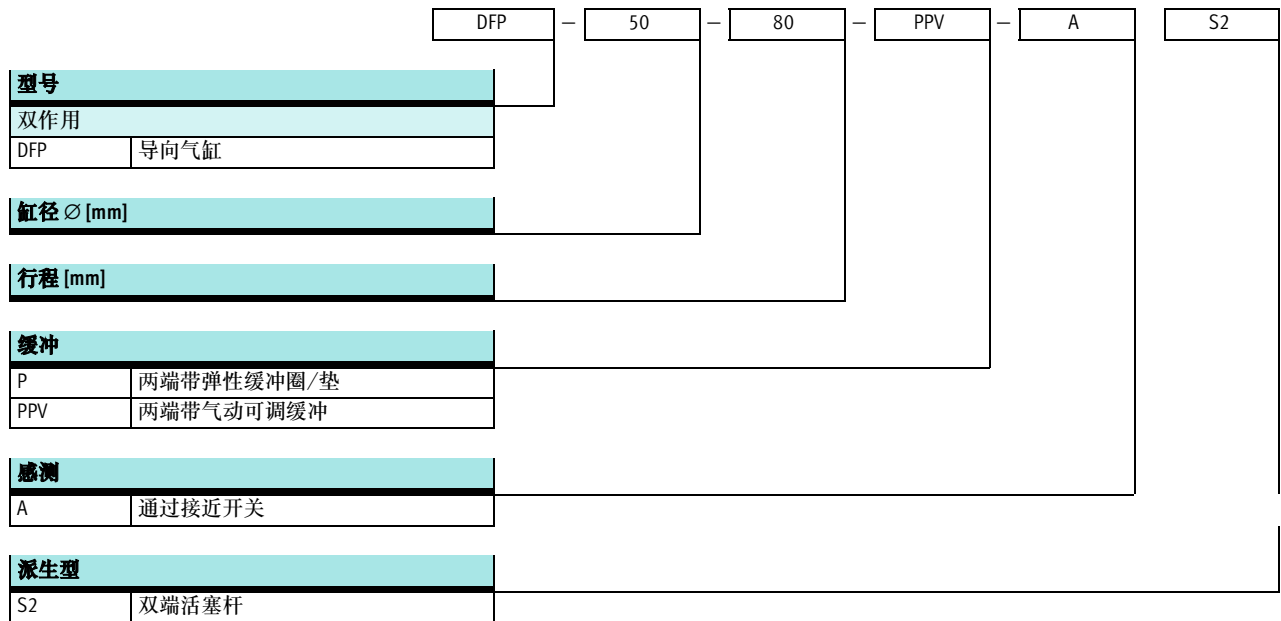 DFP — 50 — 80 — PPV — A S2
型号
双作用
DFP 导向气缸
缸径 ∅ [mm]
行程 [mm]
缓冲
P 两端带弹性缓冲圈/垫
PPV 两端带气动可调缓冲
感测
A 通过接近开关
派生型
S2 双端活塞杆